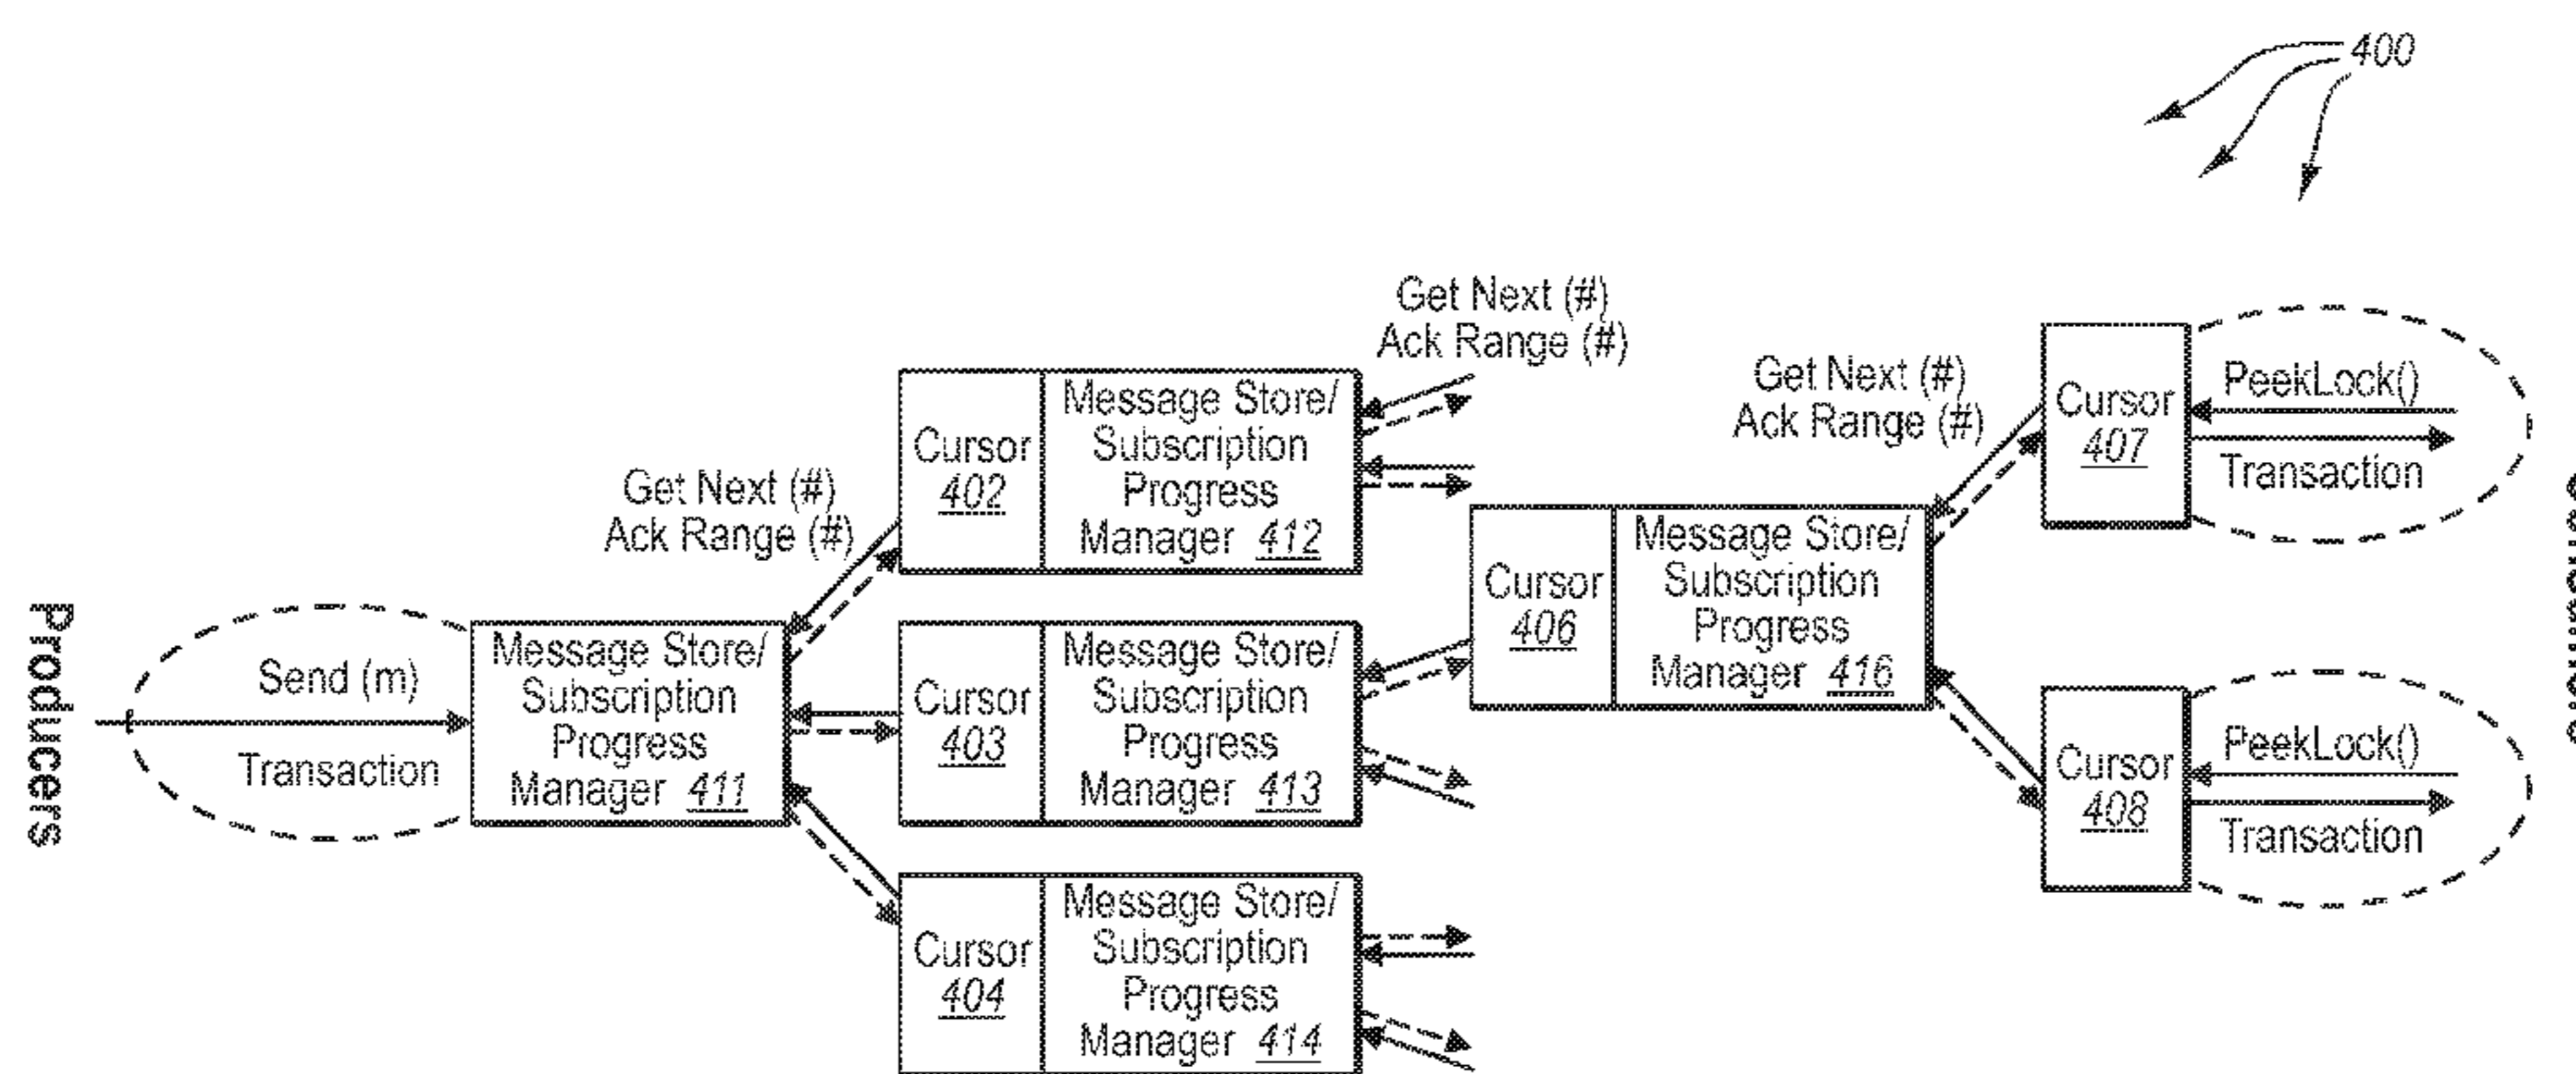 400
Get Next (#)
Ack Range (#)
Get Next (#)
Ack Range (#)
Get Next (#)
Ack Range (#)
Cursor
402
Message Store/
Subscription
Progress
Manager 412
Cursor
407
PeekLock()
Transaction
Producers
Send (m)
Transaction
Message Store/
Subscription
Progress
Manager 411
Cursor
403
Message Store/
Subscription
Progress
Manager 413
Cursor
406
Message Store/
Subscription
Progress
Manager 416
Cursor
408
PeekLock()
Transaction
Cursor
404
Message Store/
Subscription
Progress
Manager 414